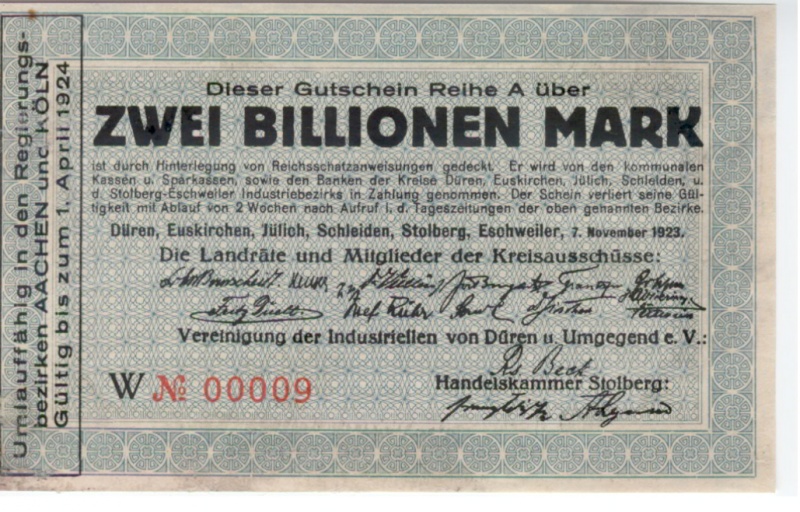 Umlauffähig in den Regierungs-
bezirken AACHEN und KÖLN
Gültig bis zum 1. April 1924
Dieser Gutschein Reihe A über
ZWEI BILLIONEN MARK
ist durch Hinterlegung von Reichsschatzanweisungen gedeckt. Er wird von den kommunalen
Kassen u. Sparkassen, sowie den Banken der Kreise Düren, Euskirchen, Jülich, Schleiden, u.
d. Stolberg-Eschweiler Industriebezirks in Zahlung genommen. Der Schein verliert seine Gül-
tigkeit mit Ablauf von 2 Wochen nach Aufruf i. d. Tageszeitungen der oben genannten Bezirke.
Düren, Euskirchen, Jülich, Schleiden, Stolberg, Eschweiler, 7. November 1923.
Die Landräte und Mitglieder der Kreisausschüsse:
Vereinigung der Industriellen von Düren u. Umgegend e. V.:
W № 00009
Handelskammer Stolberg: